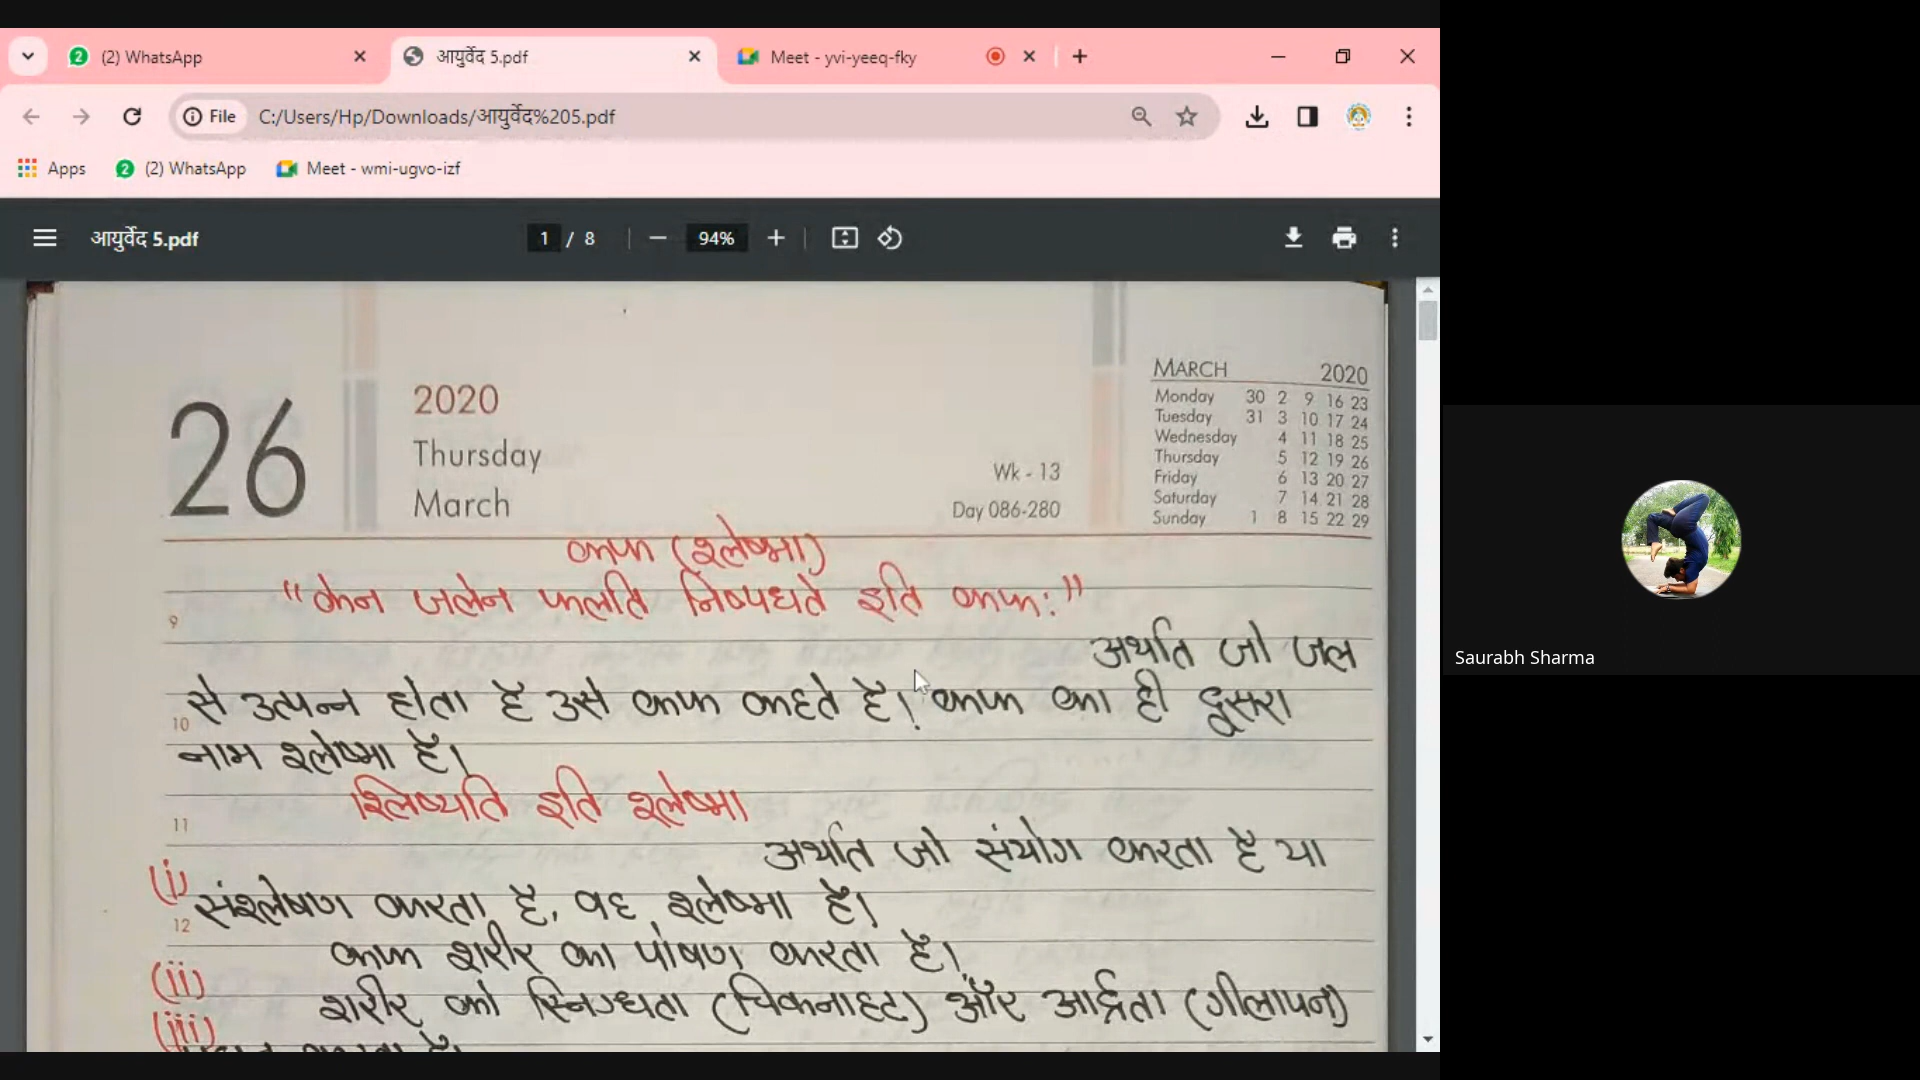 (2) WhatsApp
आयुर्वेद 5.pdf
Meet - yvi-yeeq-fky
File
C:/Users/Hp/Downloads/आयुर्वेद%205.pdf
Apps
(2) WhatsApp
Meet - wmi-ugvo-izf
आयुर्वेद 5.pdf
1 / 8
94%
26
2020
Thursday
March
Wk - 13
Day 086-280
MARCH 2020
Monday 30 2 9 16 23
Tuesday 31 3 10 17 24
Wednesday 4 11 18 25
Thursday 5 12 19 26
Friday 6 13 20 27
Saturday 7 14 21 28
Sunday 1 8 15 22 29
कफ (श्लेष्मा)
"केन जलेन फलति निष्पद्यते इति कफः"
9
अर्थात जो जल
से उत्पन्न होता है उसे कफ कहते है। कफ का ही दूसरा
10
नाम श्लेष्मा है।
श्लिष्यति इति श्लेष्मा
11
अर्थात जो संयोग करता है या
(i) संश्लेषण करता है, वह श्लेष्मा है।
12
कफ शरीर का पोषण करता है।
(ii)
शरीर को स्निग्धता (चिकनाहट) और आर्द्रता (गीलापन)
(iii)
Saurabh Sharma